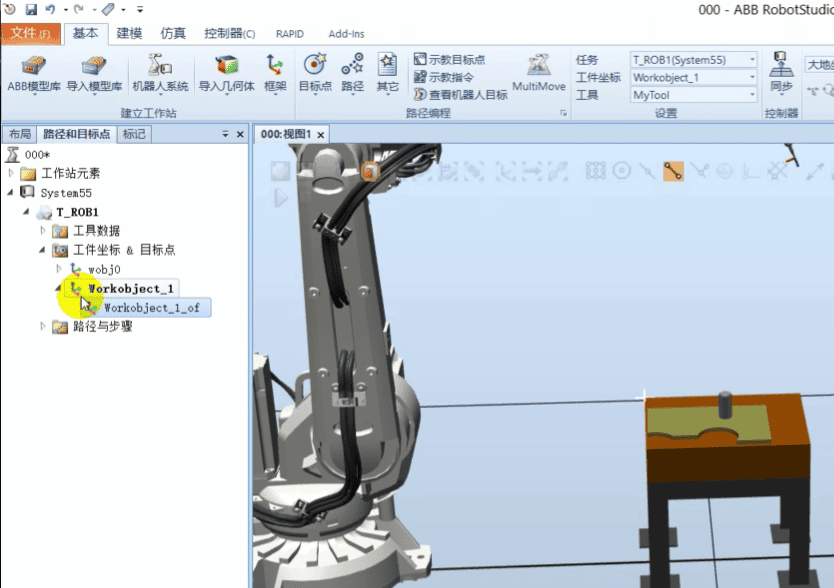 000 - ABB RobotStudio
文件(F) 基本 建模 仿真 控制器(C) RAPID Add-Ins
ABB模型库 导入模型库 机器人系统 导入几何体 框架 目标点 路径 其它 示教目标点 MultiMove 任务 T_ROB1(System55) 同步
示教指令 工件坐标 Workobject_1
查看机器人目标 工具 MyTool
建立工作站 路径编程 设置 控制器
布局 路径和目标点 标记 000:视图1
000*
工作站元素
System55
T_ROB1
工具数据
工件坐标 & 目标点
wobj0
Workobject_1
Workobject_1_of
路径与步骤